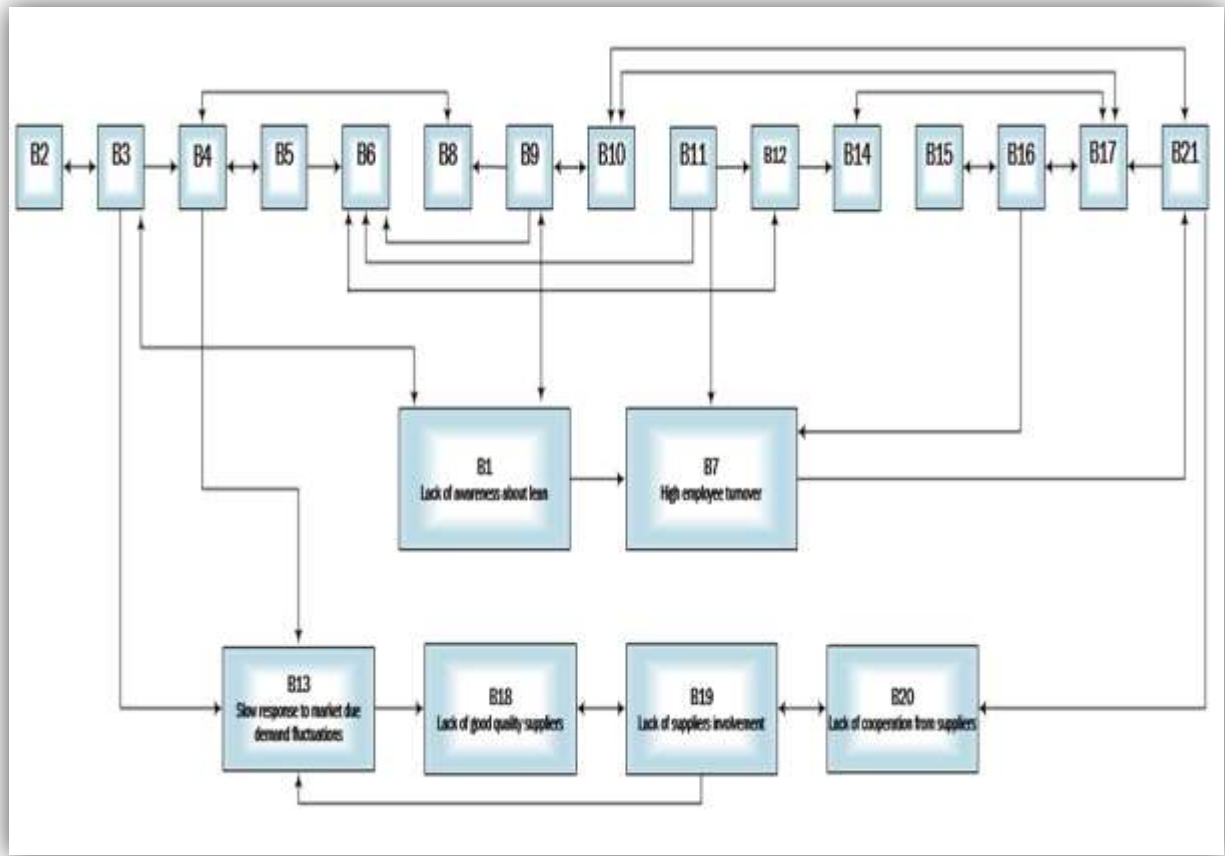 B2
B3
B4
B5
B6
B8
B9
B10
B11
B12
B14
B15
B16
B17
B21
B1
Lack of awareness about lean
B7
High employee turnover
B13
Slow response to market due
demand fluctuations
B18
Lack of good quality suppliers
B19
Lack of suppliers involvement
B20
Lack of cooperation from suppliers